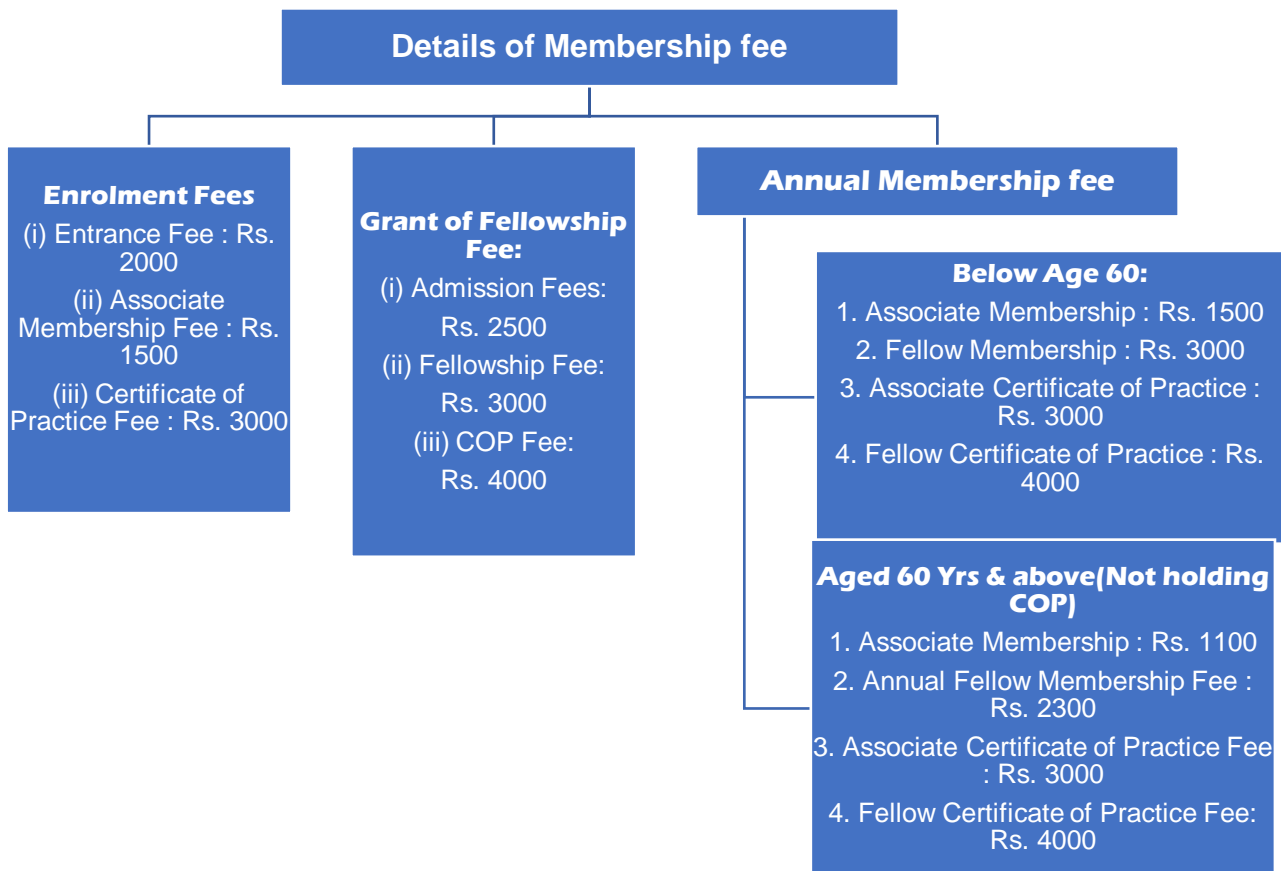 Details of Membership fee
Enrolment Fees
(i) Entrance Fee : Rs.
2000
(ii) Associate
Membership Fee : Rs.
1500
(iii) Certificate of
Practice Fee : Rs. 3000
Grant of Fellowship
Fee:
(i) Admission Fees:
Rs. 2500
(ii) Fellowship Fee:
Rs. 3000
(iii) COP Fee:
Rs. 4000
Annual Membership fee
Below Age 60:
1. Associate Membership : Rs. 1500
2. Fellow Membership : Rs. 3000
3. Associate Certificate of Practice :
Rs. 3000
4. Fellow Certificate of Practice : Rs.
4000
Aged 60 Yrs & above(Not holding
COP)
1. Associate Membership : Rs. 1100
2. Annual Fellow Membership Fee :
Rs. 2300
3. Associate Certificate of Practice Fee
: Rs. 3000
4. Fellow Certificate of Practice Fee:
Rs. 4000